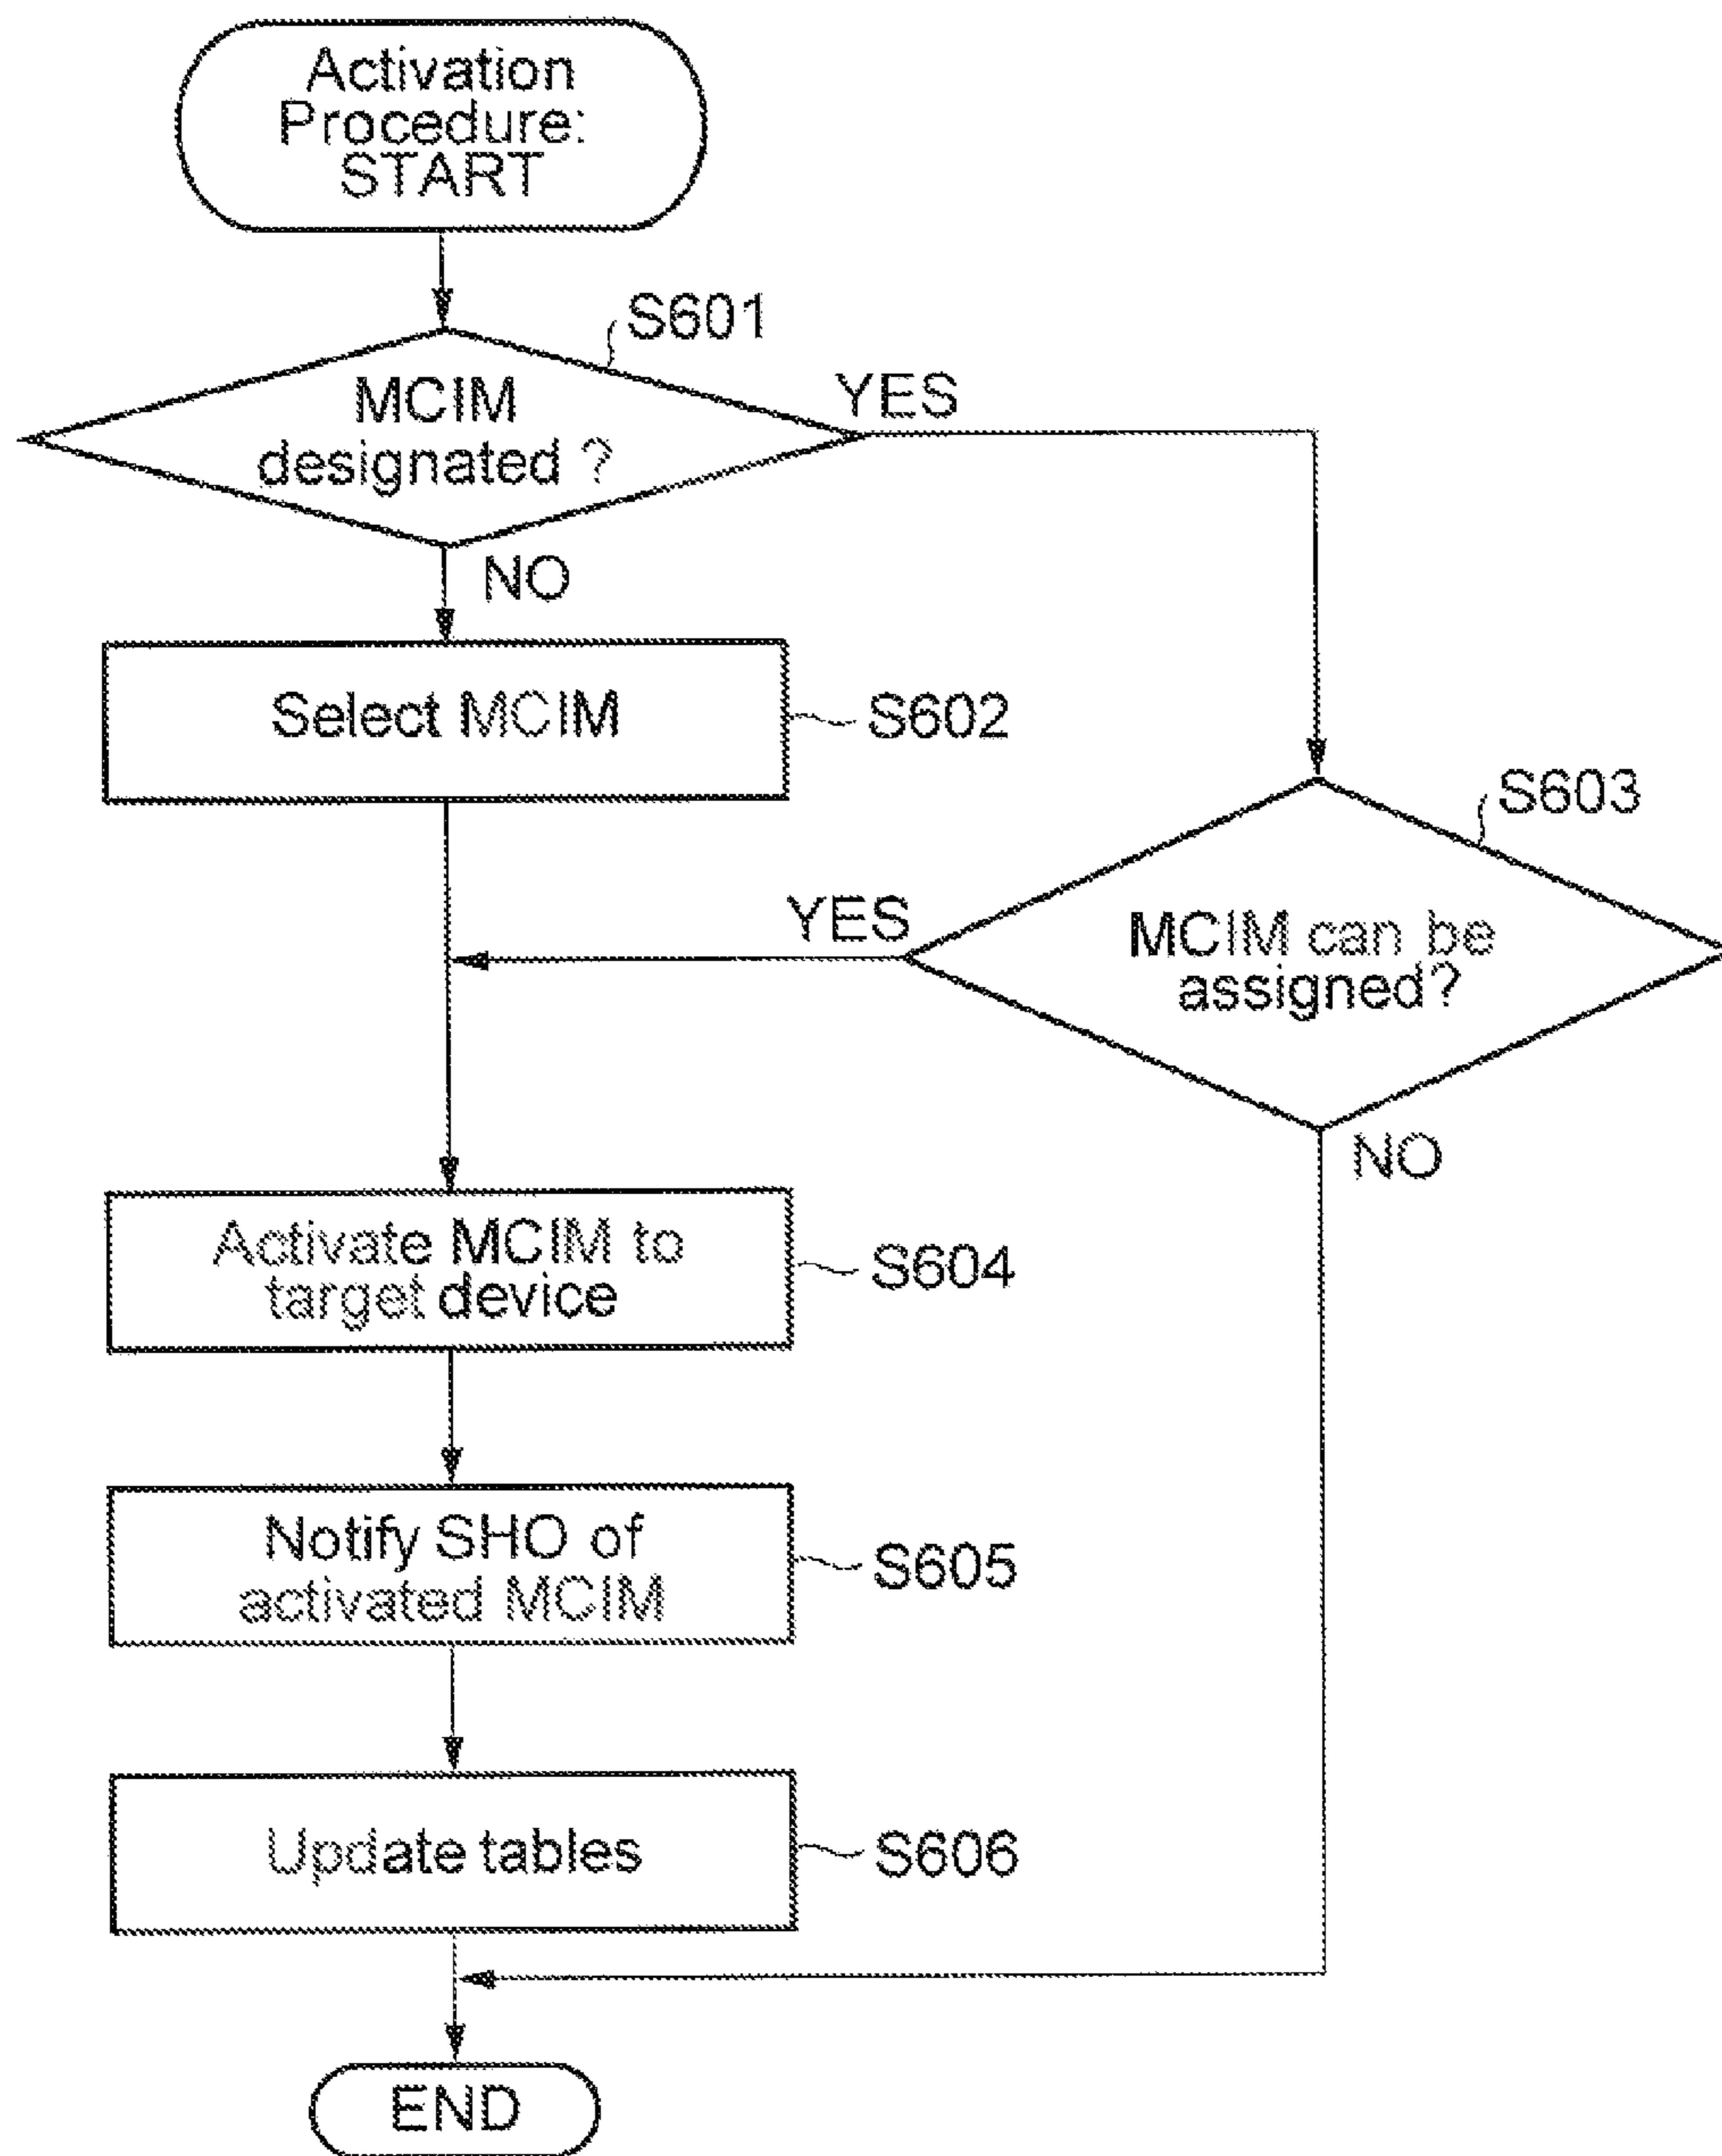 Activation
Procedure:
START
S601
MCIM
designated ?
YES
NO
Select MCIM
S602
S603
MCIM can be
assigned?
YES
NO
Activate MCIM to
target device
S604
Notify SHO of
activated MCIM
S605
Update tables
S606
END